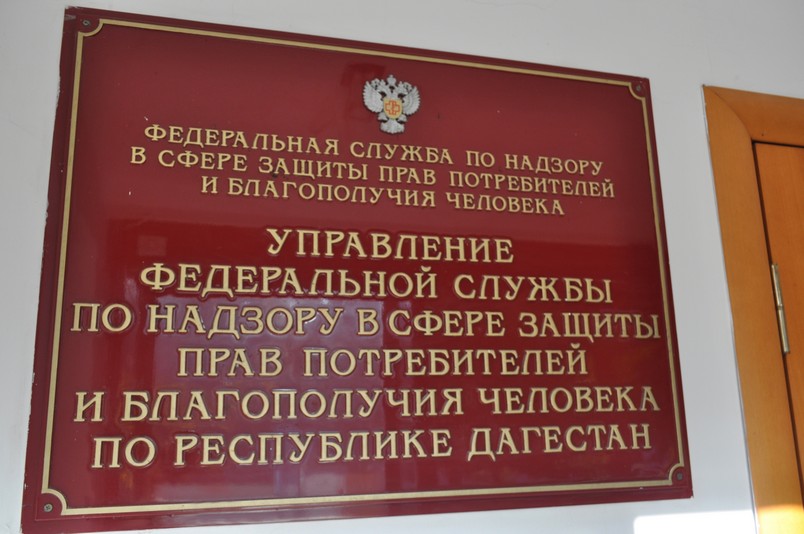 ФЕДЕРАЛЬНАЯ СЛУЖБА ПО НАДЗОРУ
В СФЕРЕ ЗАЩИТЫ ПРАВ ПОТРЕБИТЕЛЕЙ
И БЛАГОПОЛУЧИЯ ЧЕЛОВЕКА
УПРАВЛЕНИЕ
ФЕДЕРАЛЬНОЙ СЛУЖБЫ
ПО НАДЗОРУ В СФЕРЕ ЗАЩИТЫ
ПРАВ ПОТРЕБИТЕЛЕЙ
И БЛАГОПОЛУЧИЯ ЧЕЛОВЕКА
ПО РЕСПУБЛИКЕ ДАГЕСТАН